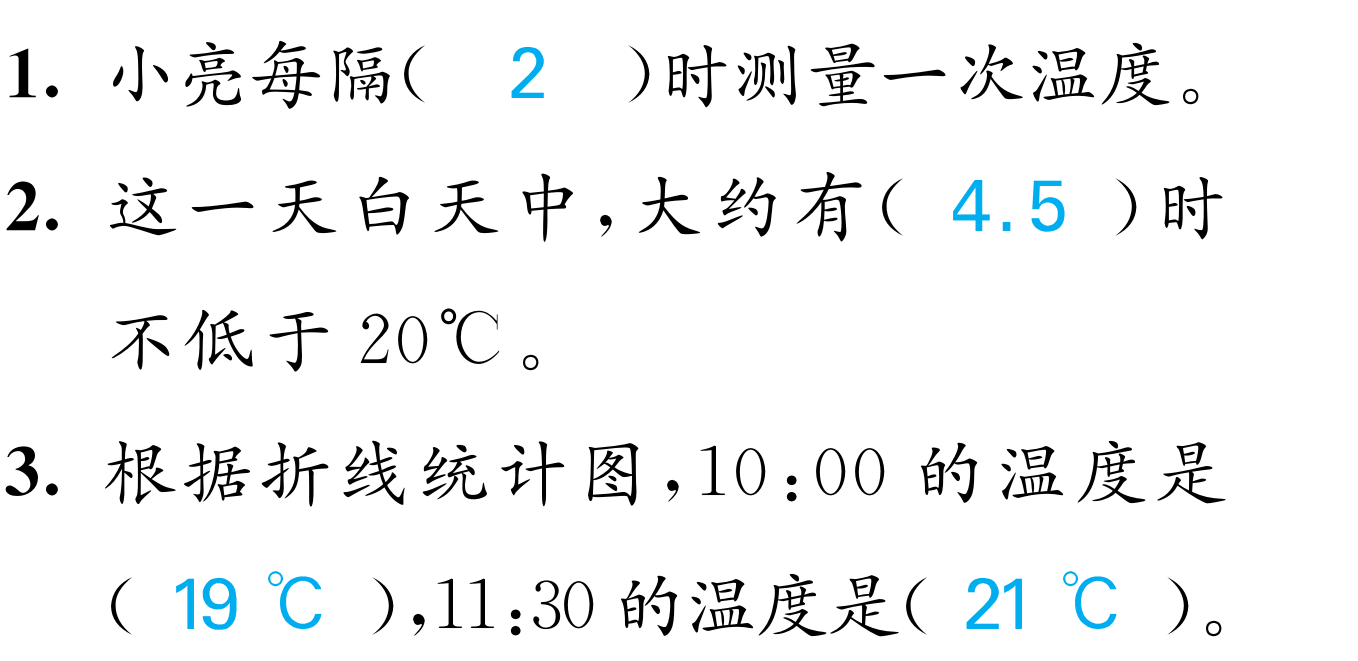 1. 小亮每隔( 2 )时测量一次温度。
2. 这一天白天中,大约有( 4.5 )时
不低于 20℃。
3. 根据折线统计图,10:00 的温度是
( 19 ℃ ),11:30 的温度是( 21 ℃ )。